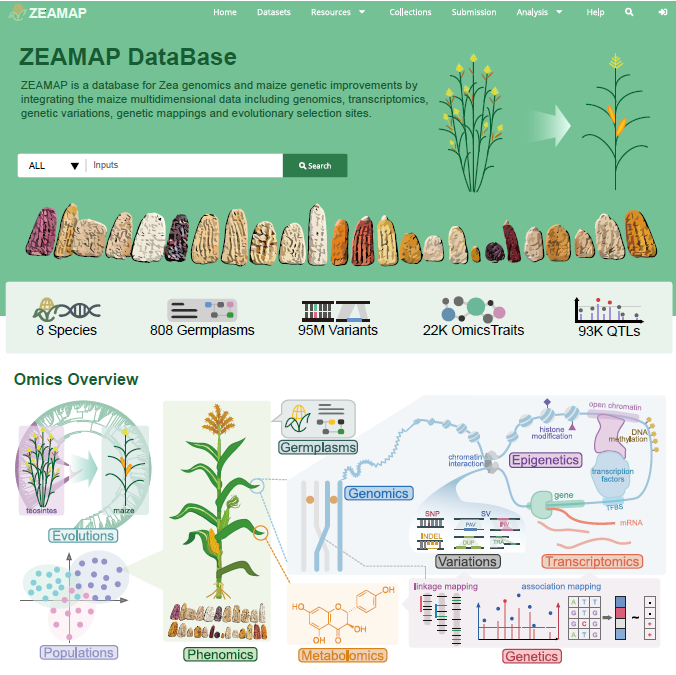 ZEAMAP
Home Datasets Resources Collections Submission Analysis Help
ZEAMAP DataBase
ZEAMAP is a database for Zea genomics and maize genetic improvements by
integrating the maize multidimensional data including genomics, transcriptomics,
genetic variations, genetic mappings and evolutionary selection sites.
ALL Inputs Search
8 Species 808 Germplasms 95M Variants 22K OmicsTraits 93K QTLs
Omics Overview
teosintes maize
Evolutions
Populations
Phenomics
Germplasms
Genomics
chromatin
interaction
histone
modification
open chromatin
DNA
methylation
Epigenetics
transcription
factors
TFBS
gene
mRNA
Transcriptomics
SNP SV
PAV INV
INDEL
DUP TRA
Variations
HO O OH
OH
OH O
Metabolomics
linkage mapping association mapping
A T T
G T G
G C G
A T G
~
Genetics